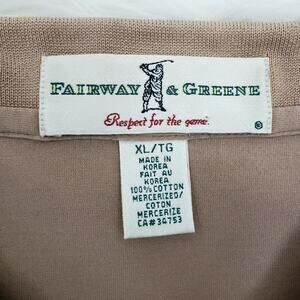 FAIRWAY & GREENE
Respect for the game.
®
XL/TG
MADE IN
KOREA
FAIT AU
KOREA
100% COTTON
MERCERIZED/
COTON
MERCERIZE
CA#34753